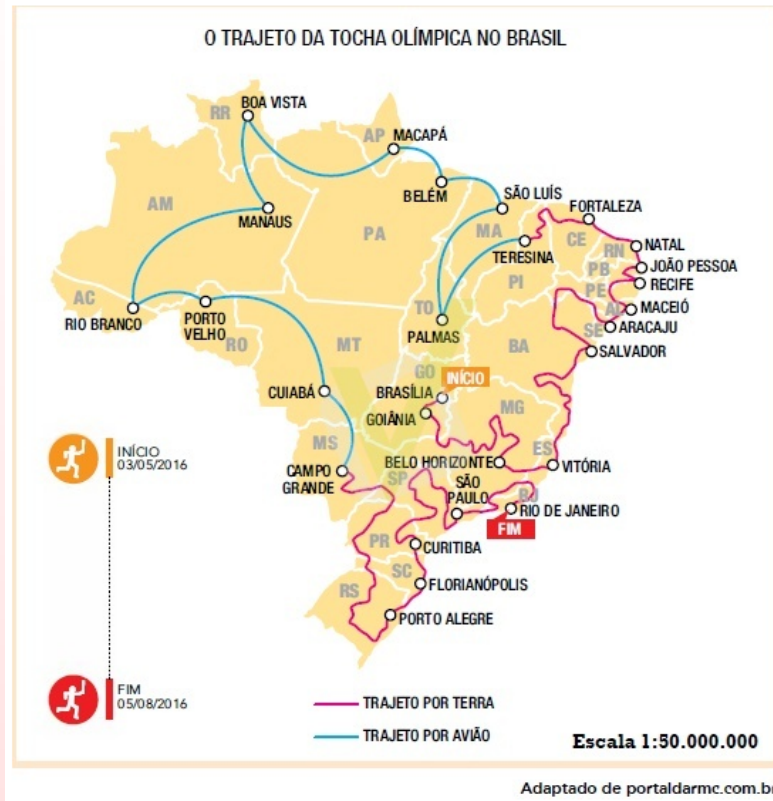 O TRAJETO DA TOCHA OLÍMPICA NO BRASIL
BOA VISTA
RR
AP
MACAPÁ
BELÉM
SÃO LUÍS
FORTALEZA
AM
MANAUS
PA
MA
CE
TERESINA
RN
NATAL
JOÃO PESSOA
PB
RECIFE
PE
PI
AC
RIO BRANCO
PORTO
VELHO
RO
TO
AL
MACEIÓ
PALMAS
SE
ARACAJU
MT
BA
SALVADOR
GO
INÍCIO
BRASÍLIA
CUIABÁ
GOIÂNIA
MG
MS
ES
CAMPO
GRANDE
BELO HORIZONTE
VITÓRIA
SP
SÃO
PAULO
RJ
RIO DE JANEIRO
FIM
PR
CURITIBA
SC
FLORIANÓPOLIS
RS
PORTO ALEGRE
INÍCIO
03/05/2016
FIM
05/08/2016
TRAJETO POR TERRA
TRAJETO POR AVIÃO
Escala 1:50.000.000
Adaptado de portaldarmc.com.br